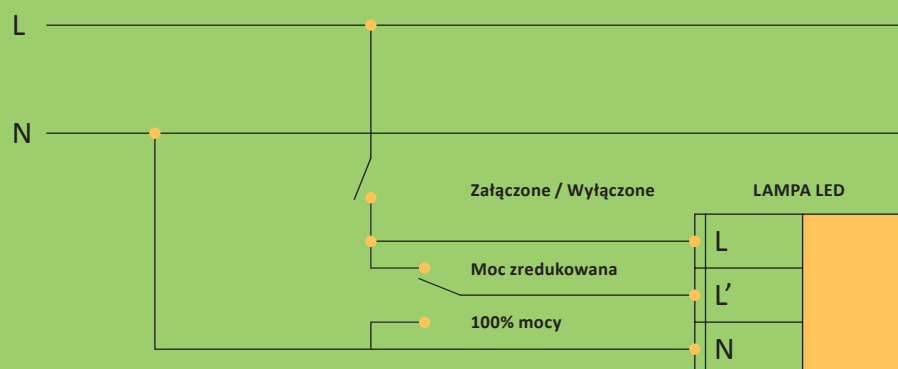 L
N
Załączone / Wyłączone
LAMPA LED
L
Moc zredukowana
L’
100% mocy
N